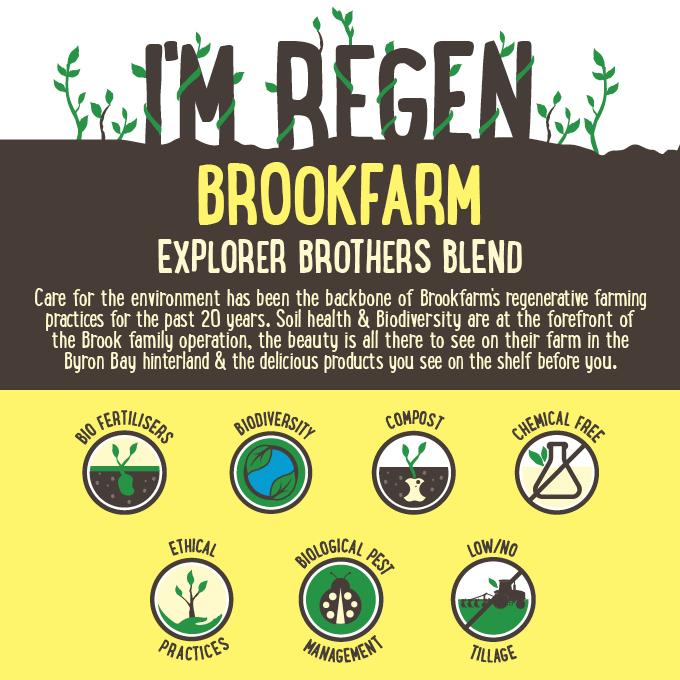 I'M REGEN
BROOKFARM
EXPLORER BROTHERS BLEND
Care for the environment has been the backbone of Brookfarm's regenerative farming
practices for the past 20 years. Soil health & Biodiversity are at the forefront of
the Brook family operation, the beauty is all there to see on their farm in the
Byron Bay hinterland & the delicious products you see on the shelf before you.
BIO FERTILISERS
BIODIVERSITY
COMPOST
CHEMICAL FREE
ETHICAL
PRACTICES
BIOLOGICAL PEST
MANAGEMENT
LOW/NO
TILLAGE